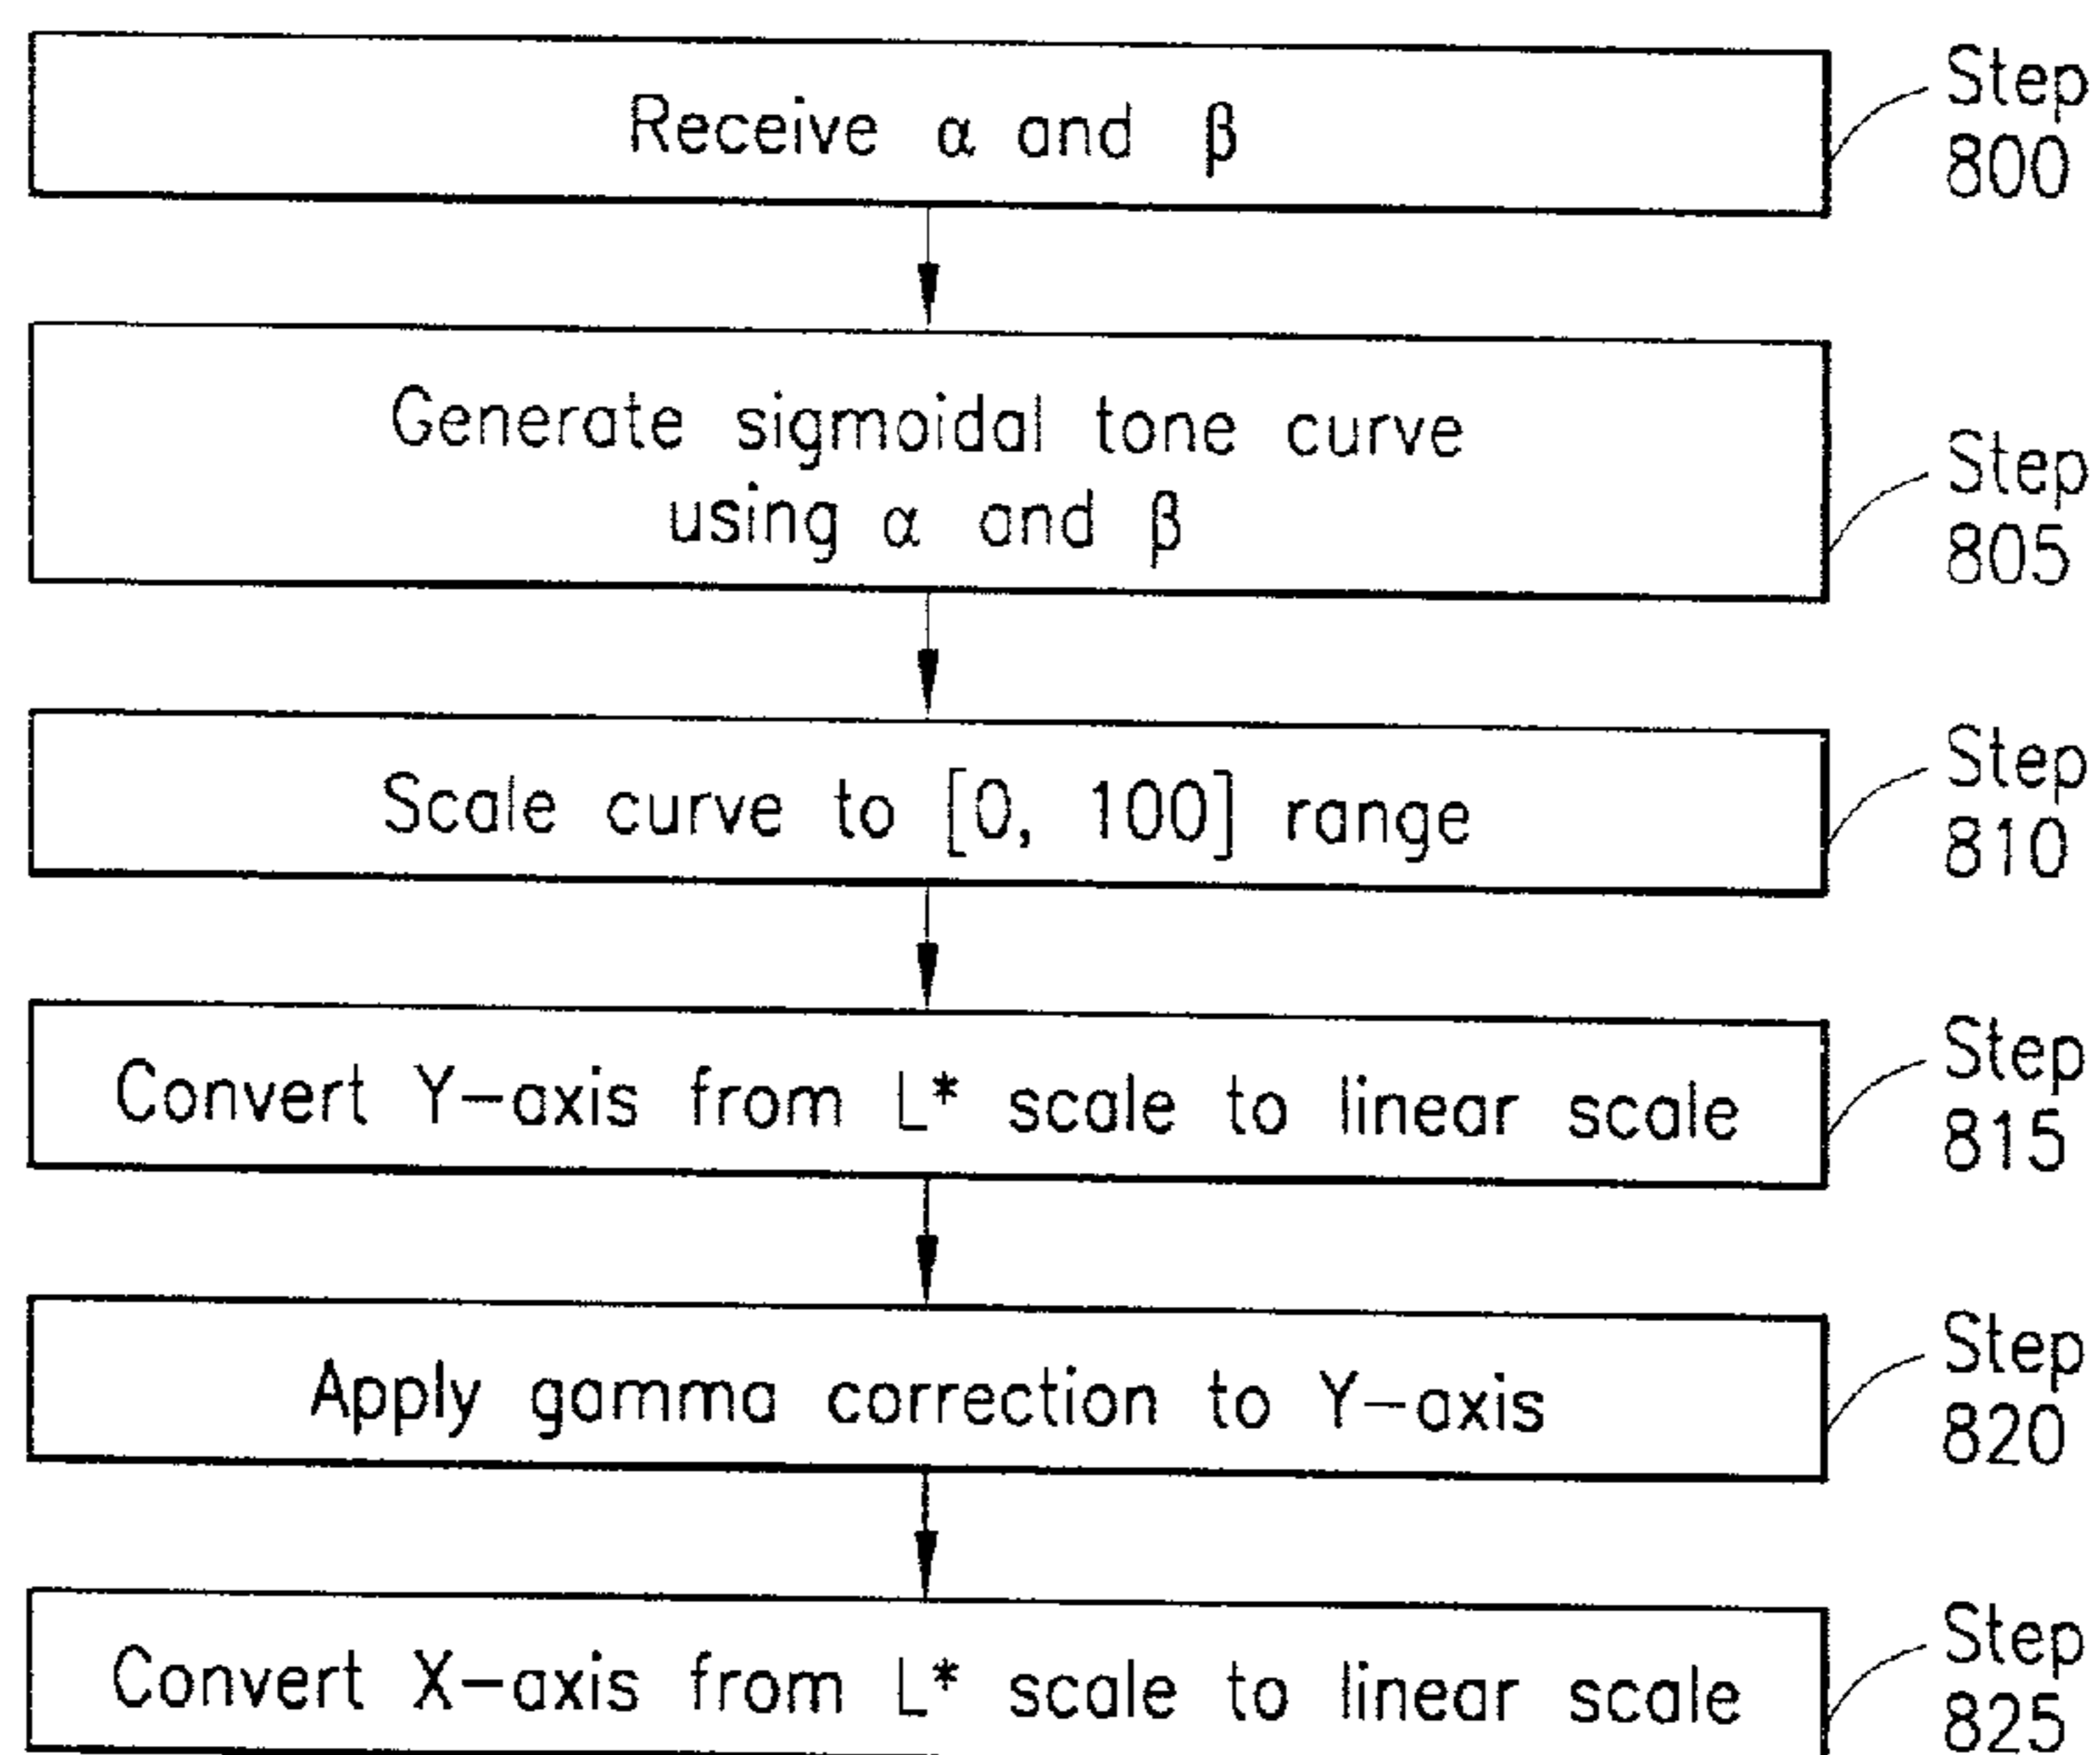 Receive α and β
Step
800
Generate sigmoidal tone curve
using α and β
Step
805
Scale curve to [0, 100] range
Step
810
Convert Y-axis from L* scale to linear scale
Step
815
Apply gamma correction to Y-axis
Step
820
Convert X-axis from L* scale to linear scale
Step
825